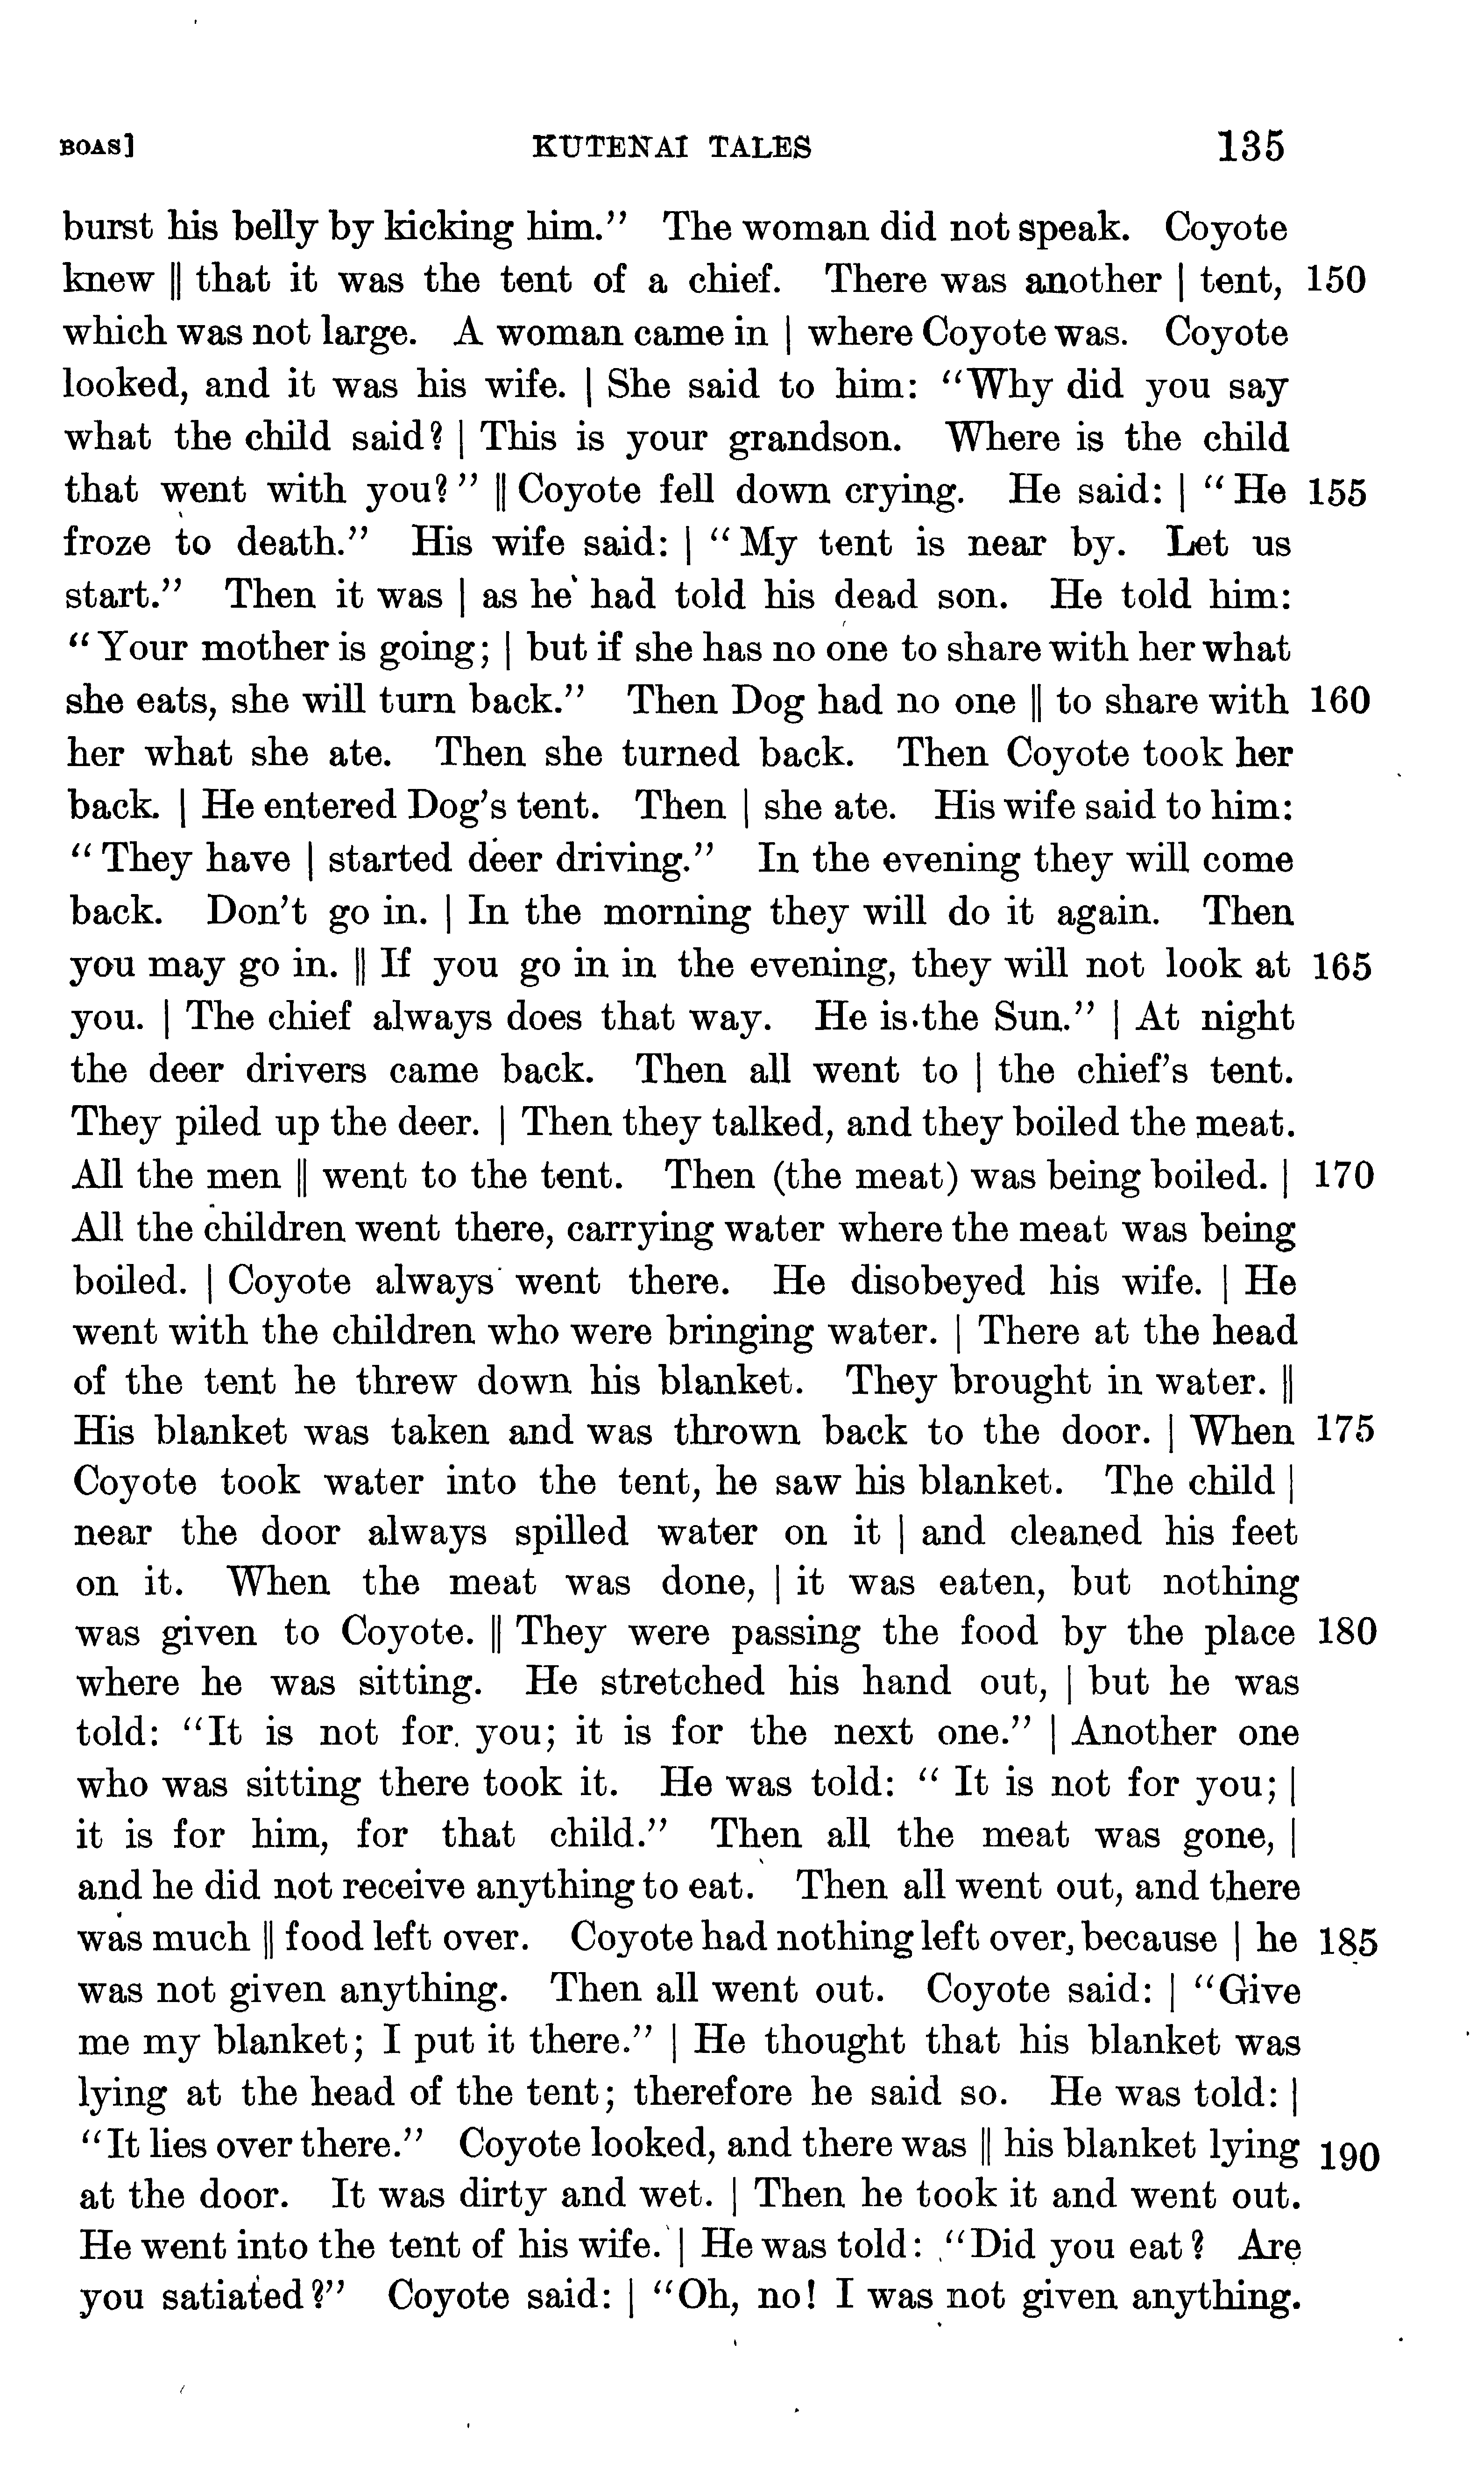 BOAS] KUTENAI TALES 135
burst his belly by kicking him.” The woman did not speak. Coyote
knew ‖ that it was the tent of a chief. There was another | tent, 150
which was not large. A woman came in | where Coyote was. Coyote
looked, and it was his wife. | She said to him: “Why did you say
what the child said? | This is your grandson. Where is the child
that went with you?” ‖ Coyote fell down crying. He said: | “He 155
froze to death.” His wife said: | “My tent is near by. Let us
start.” Then it was | as he had told his dead son. He told him:
“Your mother is going; | but if she has no one to share with her what
she eats, she will turn back.” Then Dog had no one ‖ to share with 160
her what she ate. Then she turned back. Then Coyote took her
back. | He entered Dog’s tent. Then | she ate. His wife said to him:
“They have | started deer driving.” In the evening they will come
back. Don’t go in. | In the morning they will do it again. Then
you may go in. ‖ If you go in in the evening, they will not look at 165
you. | The chief always does that way. He is the Sun.” | At night
the deer drivers came back. Then all went to | the chief’s tent.
They piled up the deer. | Then they talked, and they boiled the meat.
All the men ‖ went to the tent. Then (the meat) was being boiled. | 170
All the children went there, carrying water where the meat was being
boiled. | Coyote always went there. He disobeyed his wife. | He
went with the children who were bringing water. | There at the head
of the tent he threw down his blanket. They brought in water. ‖
His blanket was taken and was thrown back to the door. | When 175
Coyote took water into the tent, he saw his blanket. The child |
near the door always spilled water on it | and cleaned his feet
on it. When the meat was done, | it was eaten, but nothing
was given to Coyote. ‖ They were passing the food by the place 180
where he was sitting. He stretched his hand out, | but he was
told: “It is not for you; it is for the next one.” | Another one
who was sitting there took it. He was told: “It is not for you; |
it is for him, for that child.” Then all the meat was gone, |
and he did not receive anything to eat. Then all went out, and there
was much ‖ food left over. Coyote had nothing left over, because | he 185
was not given anything. Then all went out. Coyote said: | “Give
me my blanket; I put it there.” | He thought that his blanket was
lying at the head of the tent; therefore he said so. He was told: |
“It lies over there.” Coyote looked, and there was ‖ his blanket lying 190
at the door. It was dirty and wet. | Then he took it and went out.
He went into the tent of his wife. | He was told: “Did you eat? Are
you satiated?” Coyote said: | “Oh, no! I was not given anything.